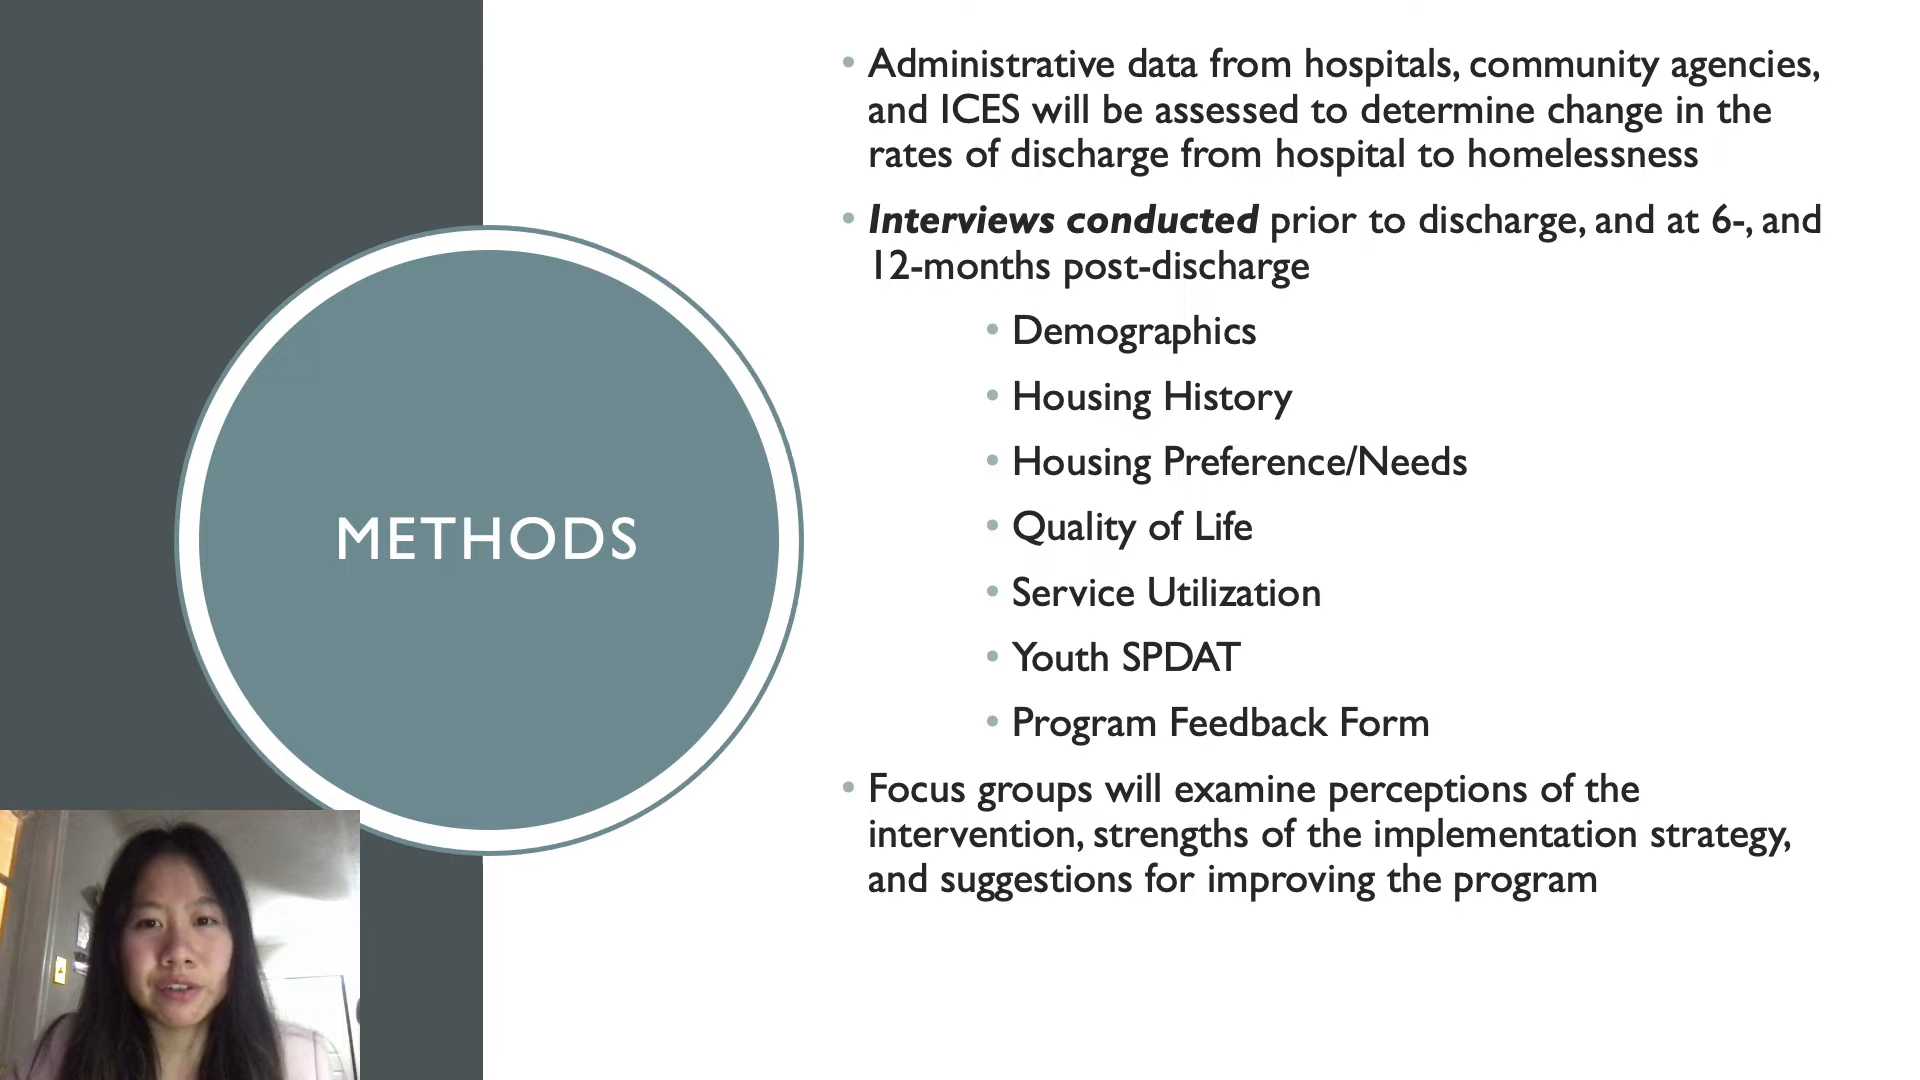 METHODS
• Administrative data from hospitals, community agencies,
and ICES will be assessed to determine change in the
rates of discharge from hospital to homelessness
• Interviews conducted prior to discharge, and at 6-, and
12-months post-discharge
• Demographics
• Housing History
• Housing Preference/Needs
• Quality of Life
• Service Utilization
• Youth SPDAT
• Program Feedback Form
• Focus groups will examine perceptions of the
intervention, strengths of the implementation strategy,
and suggestions for improving the program